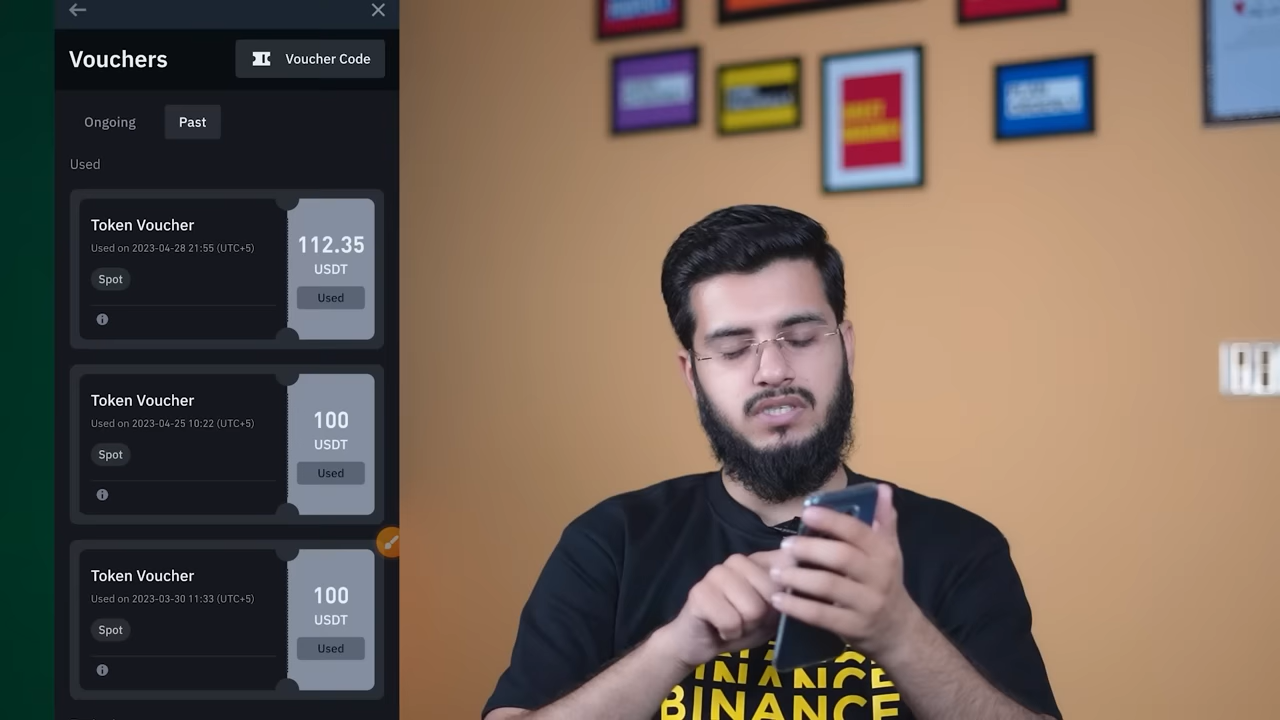 Vouchers
Voucher Code
Ongoing
Past
Used
Token Voucher
Used on 2023-04-28 21:55 (UTC+5)
Spot
112.35
USDT
Used
Token Voucher
Used on 2023-04-25 10:22 (UTC+5)
Spot
100
USDT
Used
Token Voucher
Used on 2023-03-30 11:33 (UTC+5)
Spot
100
USDT
Used
BINANCE
BINANCE